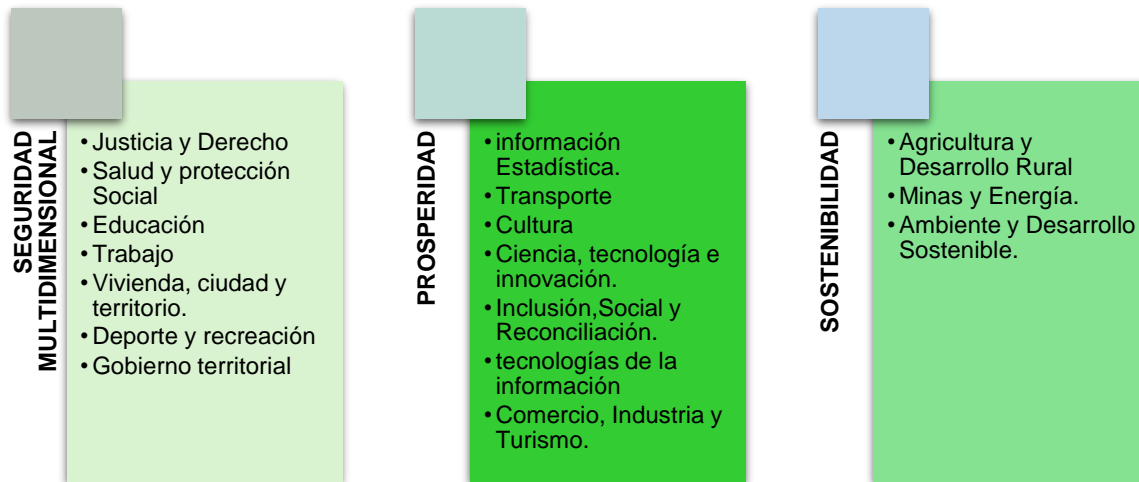 SEGURIDAD
MULTIDIMENSIONAL
• Justicia y Derecho
• Salud y protección
Social
• Educación
• Trabajo
• Vivienda, ciudad y
territorio.
• Deporte y recreación
• Gobierno territorial
PROSPERIDAD
• información
Estadística.
• Transporte
• Cultura
• Ciencia, tecnología e
innovación.
• Inclusión,Social y
Reconciliación.
• tecnologías de la
información
• Comercio, Industria y
Turismo.
SOSTENIBILIDAD
• Agricultura y
Desarrollo Rural
• Minas y Energía.
• Ambiente y Desarrollo
Sostenible.